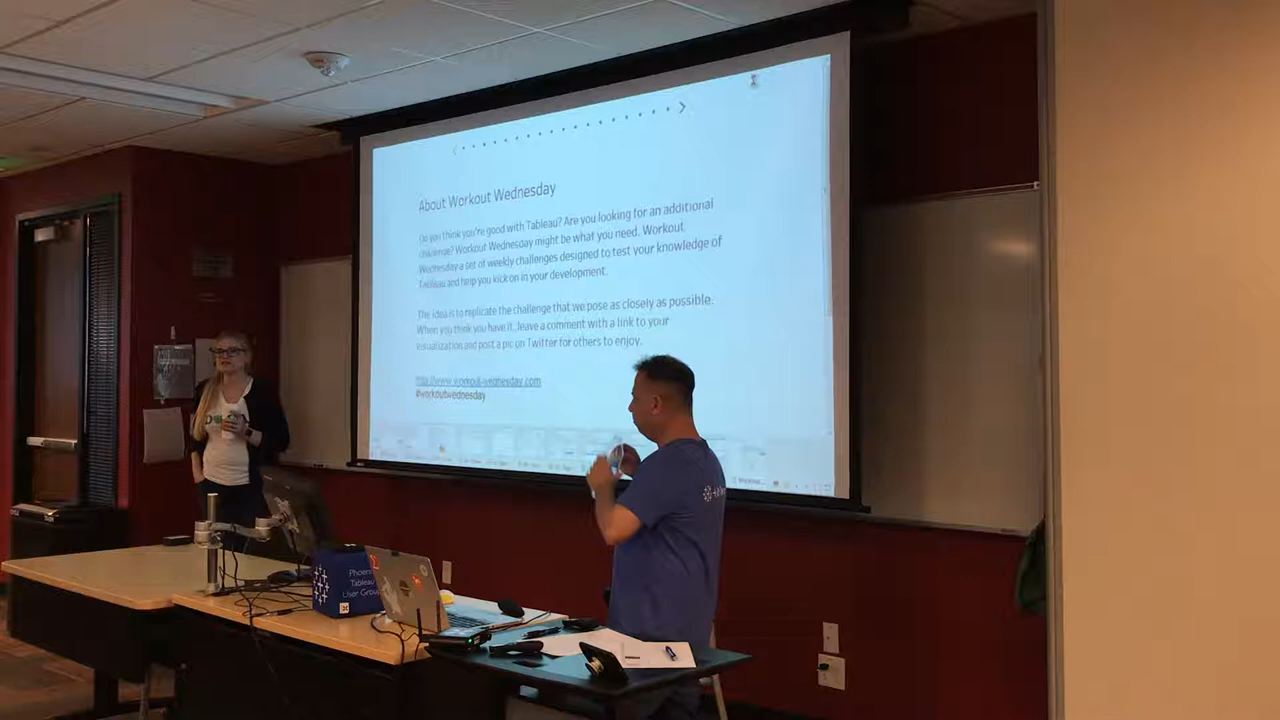 About Workout Wednesday
Do you think you're good with Tableau? Are you looking for an additional
challenge? Workout Wednesday might be what you need. Workout
Wednesday a set of weekly challenges designed to test your knowledge of
Tableau and help you kick on in your development.
The idea is to replicate the challenge that we pose as closely as possible.
When you think you have it, leave a comment with a link to your
visualization and post a pic on Twitter for others to enjoy.
http://www.workout-wednesday.com
#workoutwednesday
Phoenix
Tableau
User Group